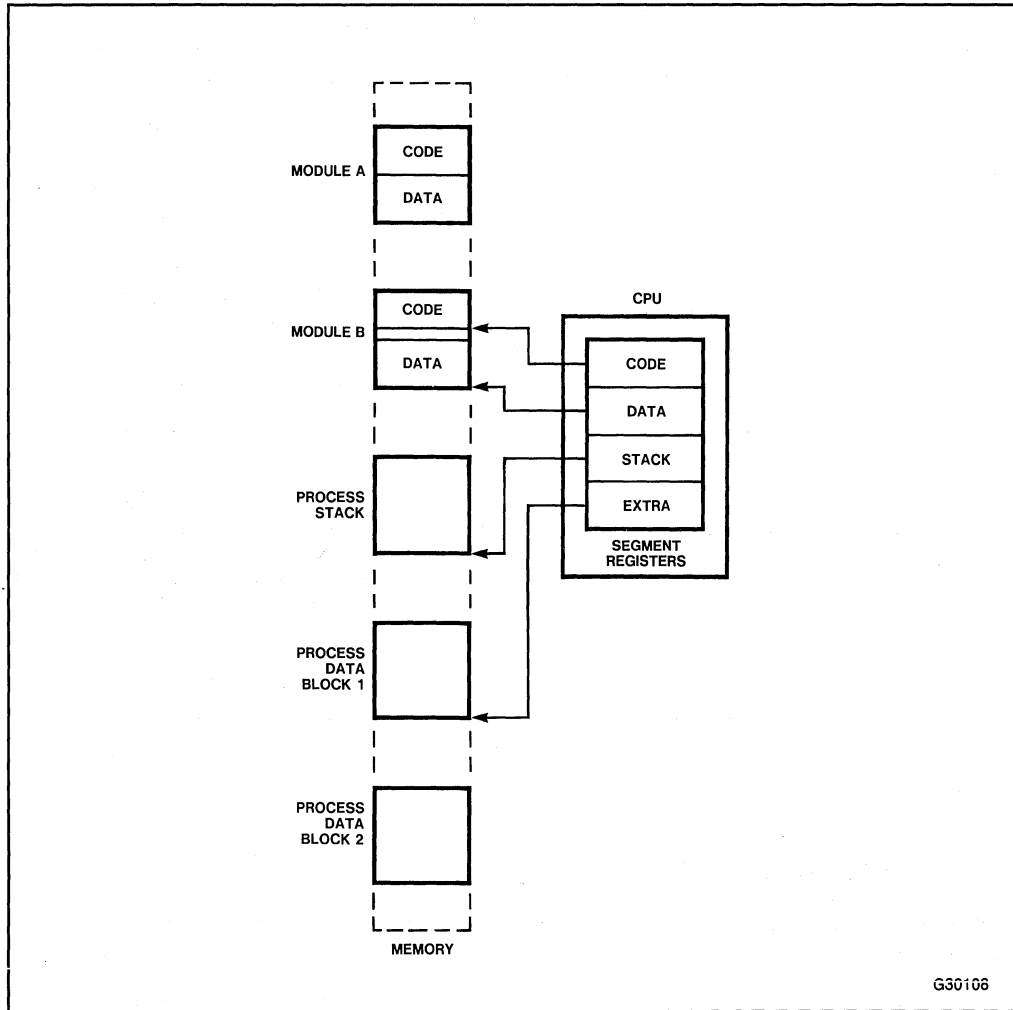 MODULE A
CODE
DATA
MODULE B
CODE
DATA
CPU
CODE
DATA
STACK
EXTRA
SEGMENT
REGISTERS
PROCESS
STACK
PROCESS
DATA
BLOCK 1
PROCESS
DATA
BLOCK 2
MEMORY
G30108